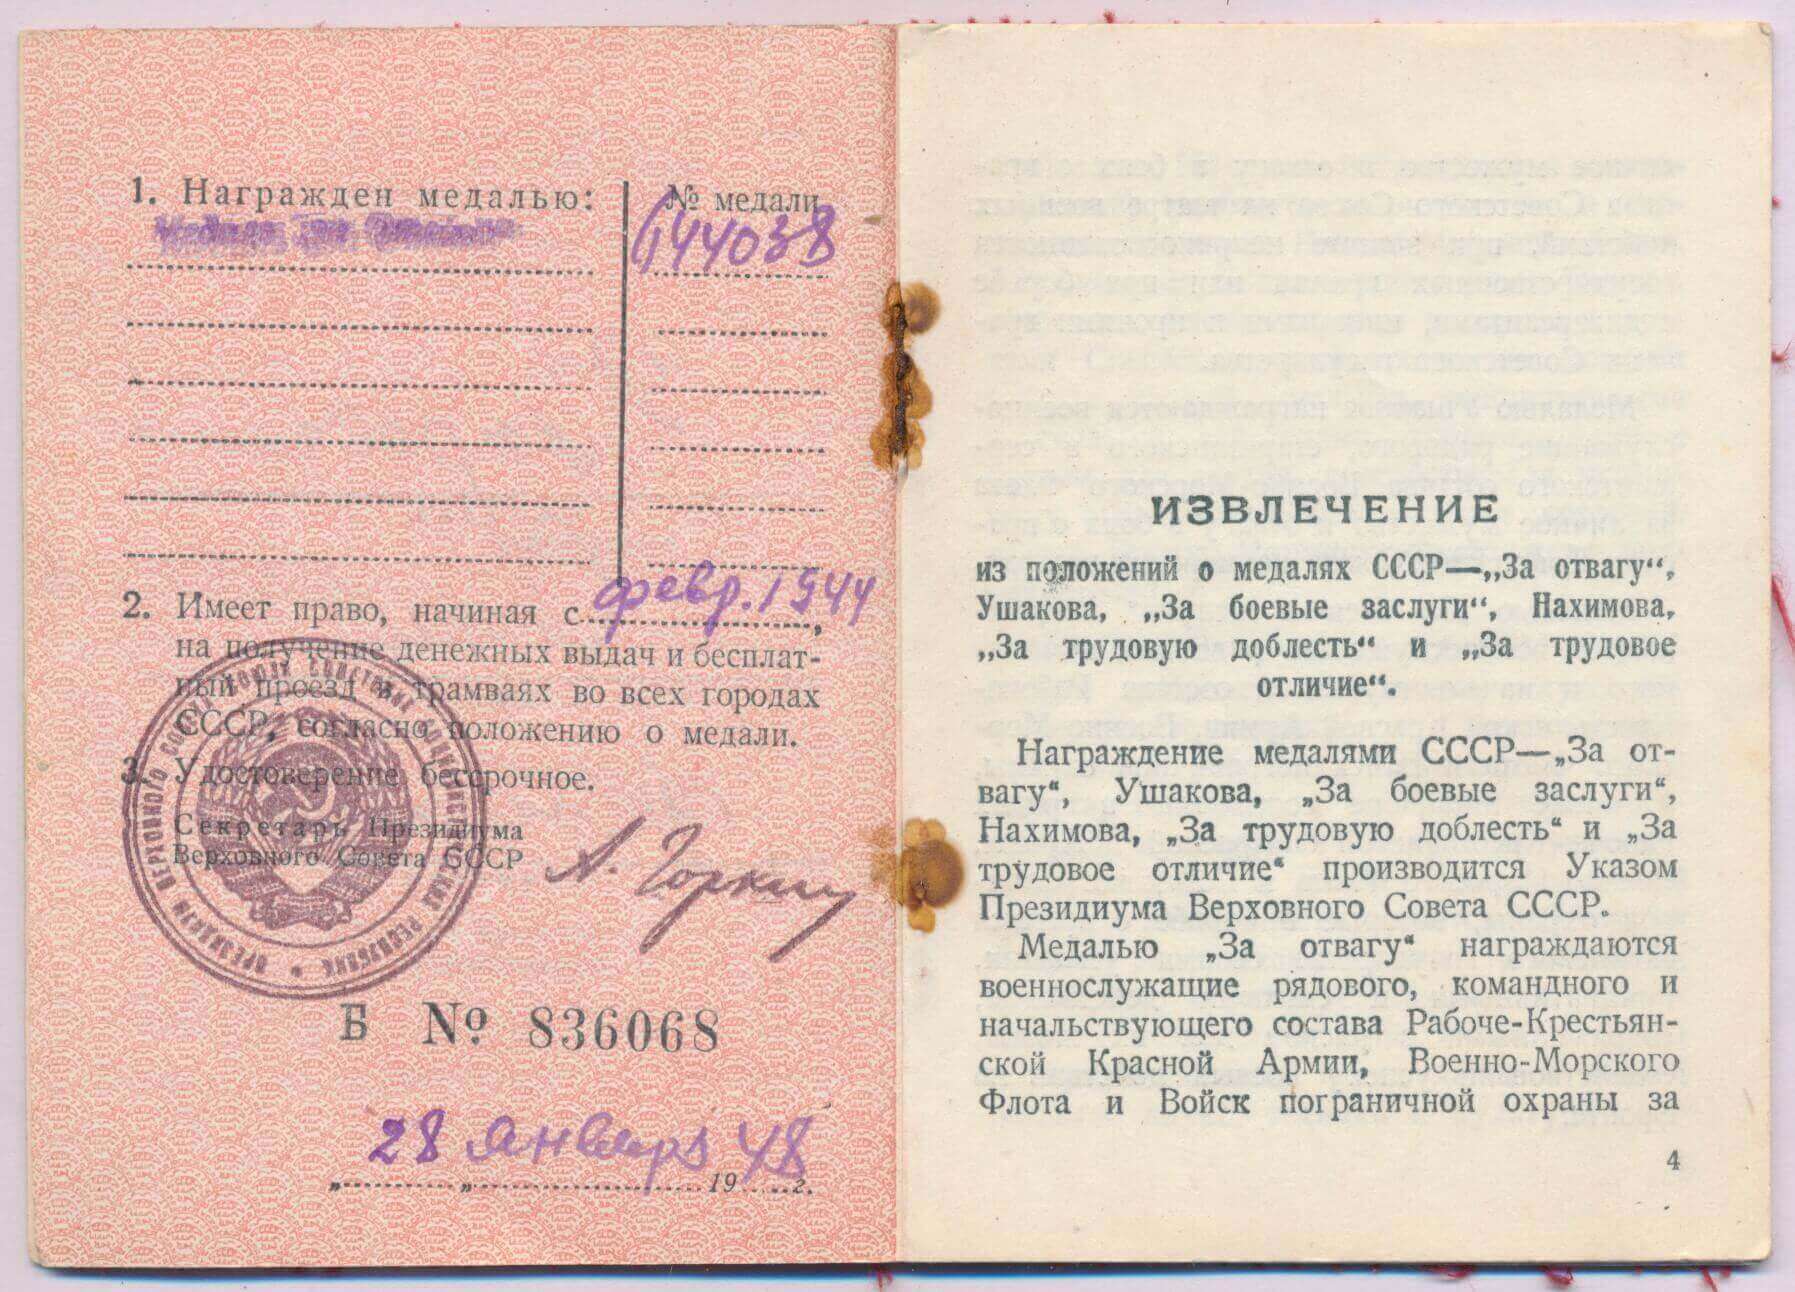 1. Награжден медалью:
№ медали
144038
2. Имеет право, начиная с февр. 1944,
на получение денежных выдач и бесплат-
ный проезд в трамваях во всех городах
СССР, согласно положению о медали.
3. Удостоверение бессрочное.
Секретарь Президиума
Верховного Совета СССР
А. Горкин
Б № 836068
„28„ января 1948 г.
ИЗВЛЕЧЕНИЕ
из положений о медалях СССР—„За отвагу“,
Ушакова, „За боевые заслуги“, Нахимова,
„За трудовую доблесть“ и „За трудовое
отличие“.
Награждение медалями СССР—„За от-
вагу“, Ушакова, „За боевые заслуги“,
Нахимова, „За трудовую доблесть“ и „За
трудовое отличие“ производится Указом
Президиума Верховного Совета СССР.
Медалью „За отвагу“ награждаются
военнослужащие рядового, командного и
начальствующего состава Рабоче-Крестьян-
ской Красной Армии, Военно-Морского
Флота и Войск пограничной охраны за
4